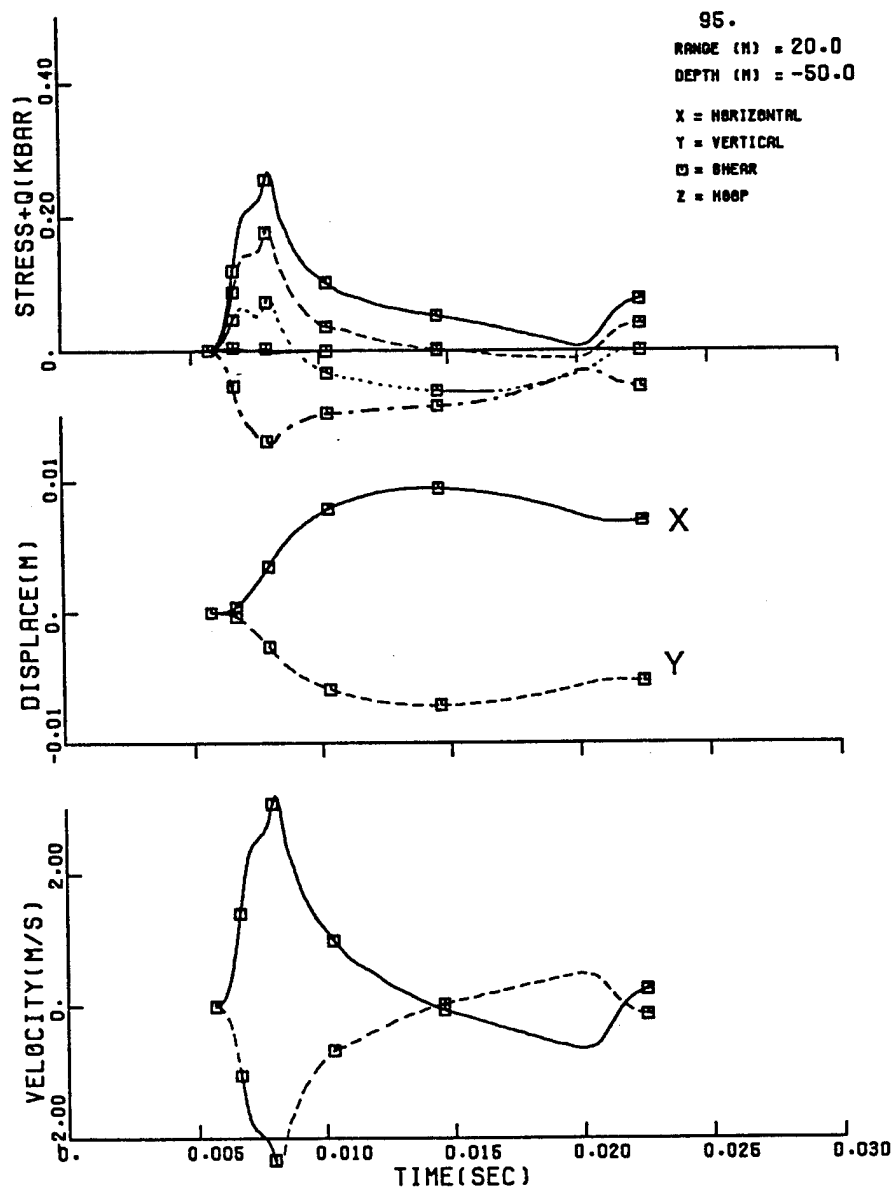 95.
RANGE (M) = 20.0
DEPTH (M) = -50.0
X = HORIZONTAL
Y = VERTICAL
= SHEAR
Z = HOOP
STRESS+Q(KBAR)
0.40
0.20
0.
DISPLACE(M)
0.01
0.
-0.01
X
Y
VELOCITY(M/S)
2.00
0.
-2.00
0.
0.005
0.010
0.015
0.020
0.025
0.030
TIME(SEC)